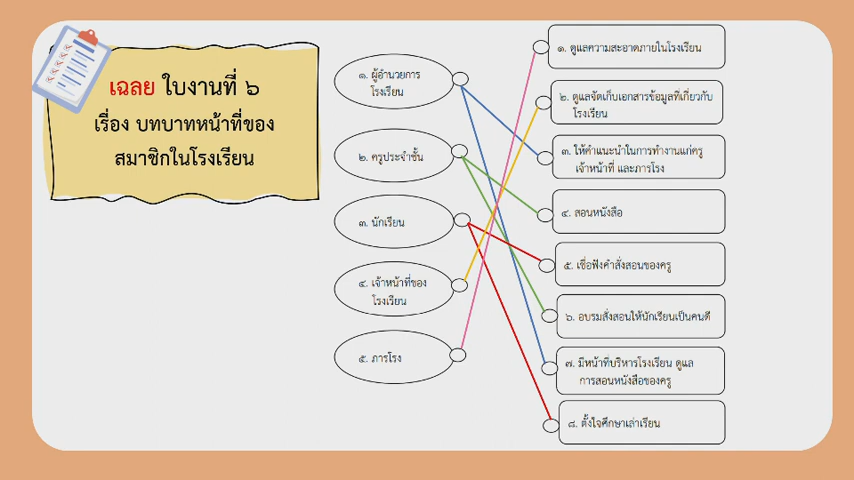 เฉลย ใบงานที่ ๖
เรื่อง บทบาทหน้าที่ของ
สมาชิกในโรงเรียน
๑. ผู้อำนวยการ
โรงเรียน
๒. ครูประจำชั้น
๓. นักเรียน
๔. เจ้าหน้าที่ของ
โรงเรียน
๕. ภารโรง
๑. ดูแลความสะอาดภายในโรงเรียน
๒. ดูแลจัดเก็บเอกสารข้อมูลที่เกี่ยวกับ
โรงเรียน
๓. ให้คำแนะนำในการทำงานแก่ครู
เจ้าหน้าที่ และภารโรง
๔. สอนหนังสือ
๕. เชื่อฟังคำสั่งสอนของครู
๖. อบรมสั่งสอนให้นักเรียนเป็นคนดี
๗. มีหน้าที่บริหารโรงเรียน ดูแล
การสอนหนังสือของครู
๘. ตั้งใจศึกษาเล่าเรียน